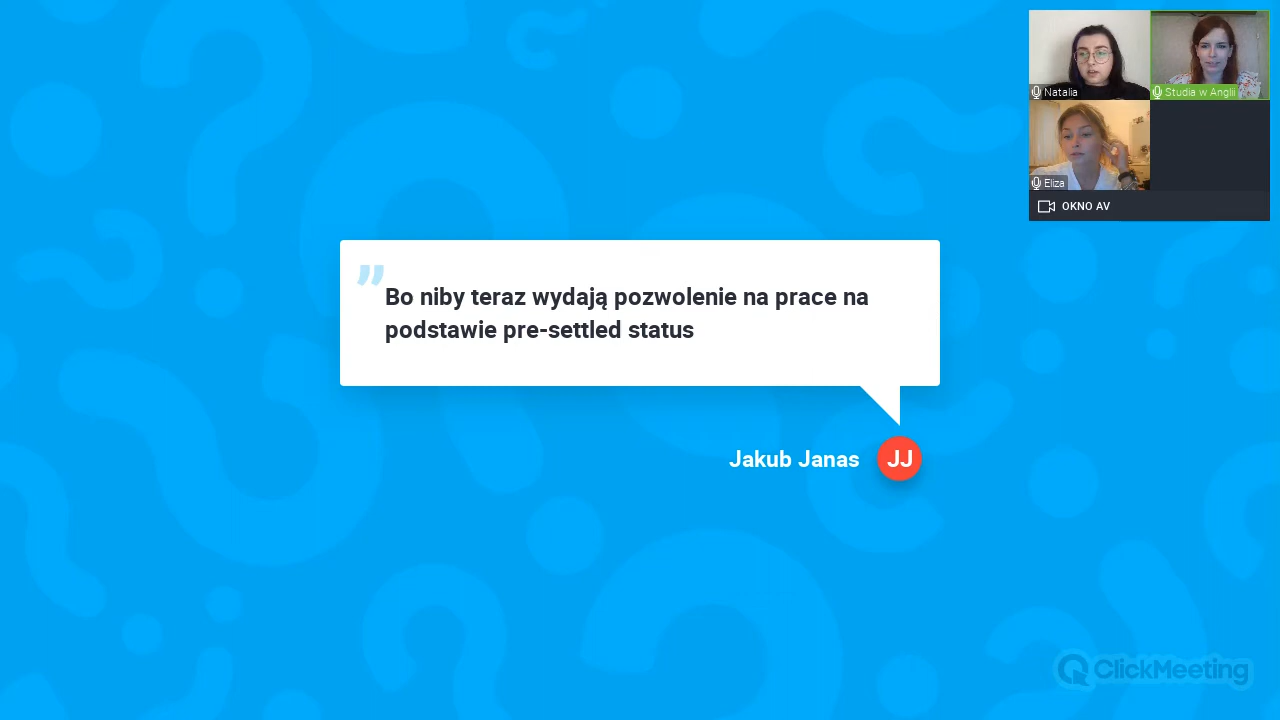 Natalia
Studia w Anglii
Eliza
OKNO AV
”
Bo niby teraz wydają pozwolenie na prace na
podstawie pre-settled status
Jakub Janas
JJ
ClickMeeting